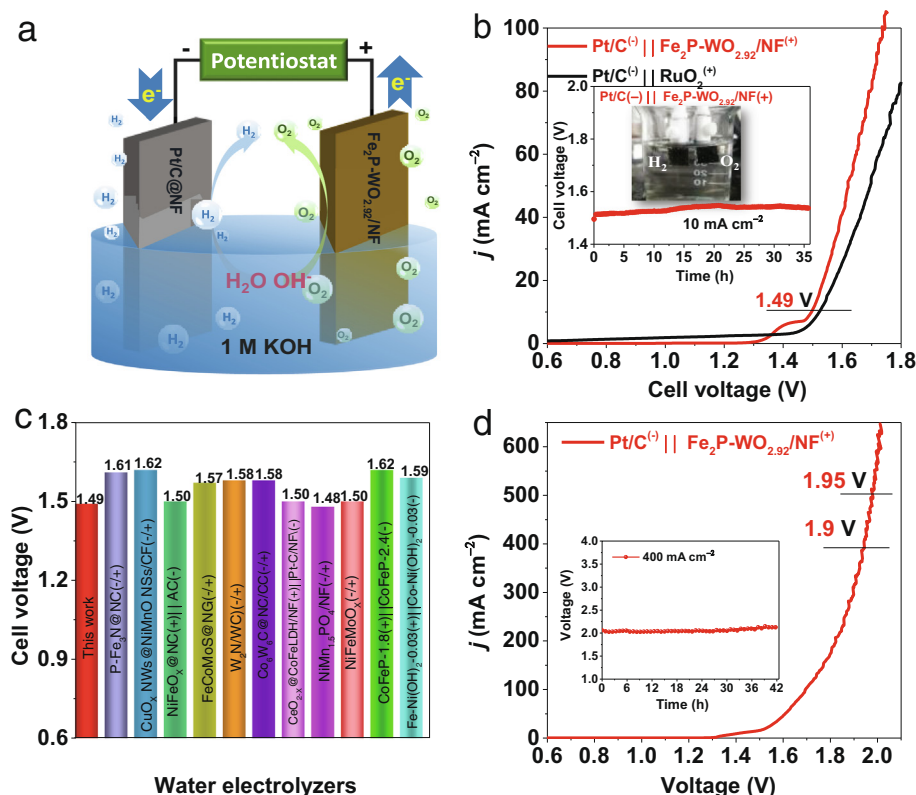 a
- Potentiostat +
e⁻
e⁻
H₂
H₂
H₂
H₂
H₂
H₂
H₂
H₂
H₂
H₂
O₂
O₂
O₂
O₂
O₂
O₂
O₂
O₂
O₂
Pt/C@NF
Fe₂P-WO₂.₉₂/NF
H₂O OH⁻
1 M KOH
b
Pt/C⁽⁻⁾ || Fe₂P-WO₂.₉₂/NF⁽⁺⁾
Pt/C⁽⁻⁾ || RuO₂⁽⁺⁾
Pt/C(−) || Fe₂P-WO₂.₉₂/NF(+)
H₂
O₂
20
10
10 mA cm⁻²
Cell voltage (V)
2.0
1.8
1.6
1.4
0 5 10 15 20 25 30 35
Time (h)
1.49 V
j (mA cm⁻²)
100
80
60
40
20
0
0.6 0.8 1.0 1.2 1.4 1.6 1.8
Cell voltage (V)
c
Cell voltage (V)
1.8
1.5
1.2
0.9
0.6
1.49
1.61
1.62
1.50
1.57
1.58
1.58
1.50
1.48
1.50
1.62
1.59
This work
P-Fe₃N@NC(-/+)
CuOₓ NWs@NiMnO NSs/CF(-/+)
NiFeOₓ@NC(+)|| AC(-)
FeCoMoS@NG(-/+)
W₂N/WC)(-/+)
Co₆W₆C@NC/CC(-/+)
CeO₂₋ₓ@CoFeLDH/NF(+)||Pt-C/NF(-)
NiMn₁.₅PO₄/NF(-/+)
NiFeMoOₓ(-/+)
CoFeP-1.8(+)||CoFeP-2.4(-)
Fe-Ni(OH)₂-0.03(+)||Co-Ni(OH)₂-0.03(-)
Water electrolyzers
d
Pt/C⁽⁻⁾ || Fe₂P-WO₂.₉₂/NF⁽⁺⁾
1.95 V
1.9 V
400 mA cm⁻²
Voltage (V)
4.0
3.5
3.0
2.5
2.0
1.5
1.0
0 6 12 18 24 30 36 42
Time (h)
j (mA cm⁻²)
600
500
400
300
200
100
0
0.6 0.8 1.0 1.2 1.4 1.6 1.8 2.0
Voltage (V)